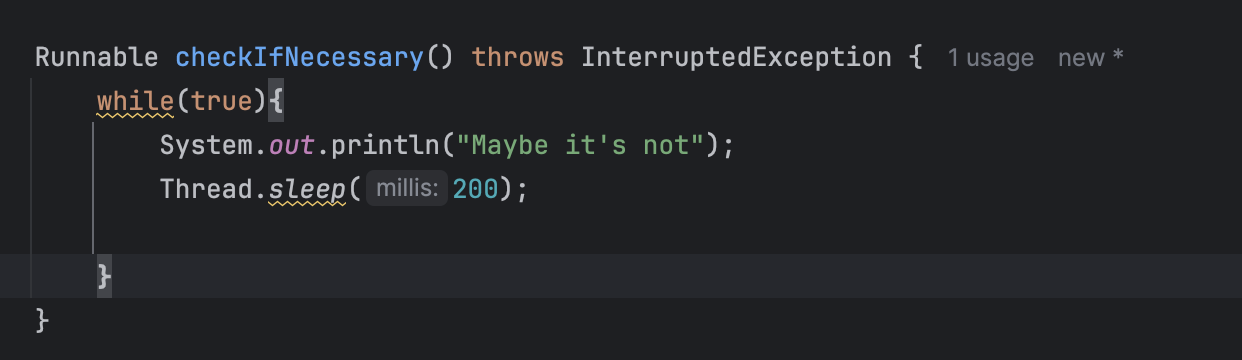 Runnable checkIfNecessary() throws InterruptedException { 1 usage new *
while(true){
System.out.println("Maybe it's not");
Thread.sleep( millis: 200);
}
}